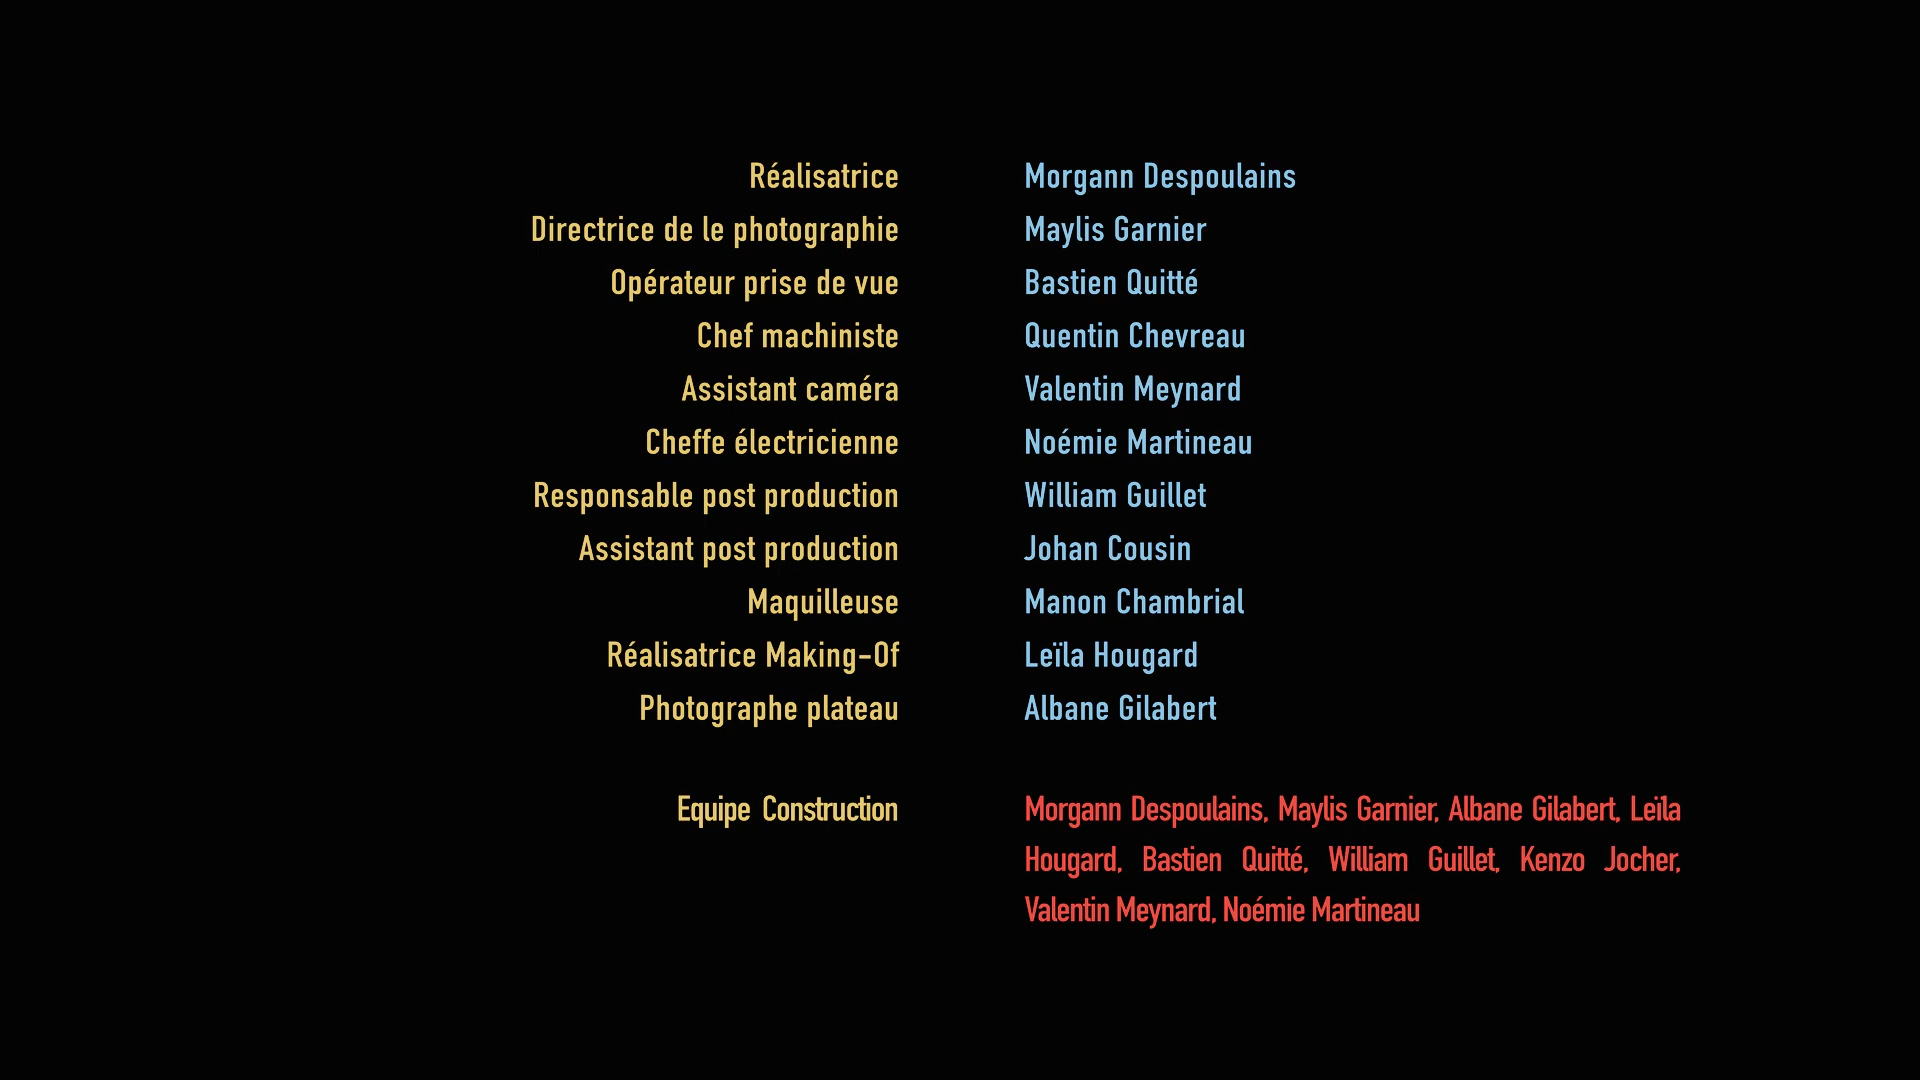 Réalisatrice Morgann Despoulains
Directrice de le photographie Maylis Garnier
Opérateur prise de vue Bastien Quitté
Chef machiniste Quentin Chevreau
Assistant caméra Valentin Meynard
Cheffe électricienne Noémie Martineau
Responsable post production William Guillet
Assistant post production Johan Cousin
Maquilleuse Manon Chambrial
Réalisatrice Making-Of Leïla Hougard
Photographe plateau Albane Gilabert
Equipe Construction Morgann Despoulains, Maylis Garnier, Albane Gilabert, Leïla
Hougard, Bastien Quitté, William Guillet, Kenzo Jocher,
Valentin Meynard, Noémie Martineau